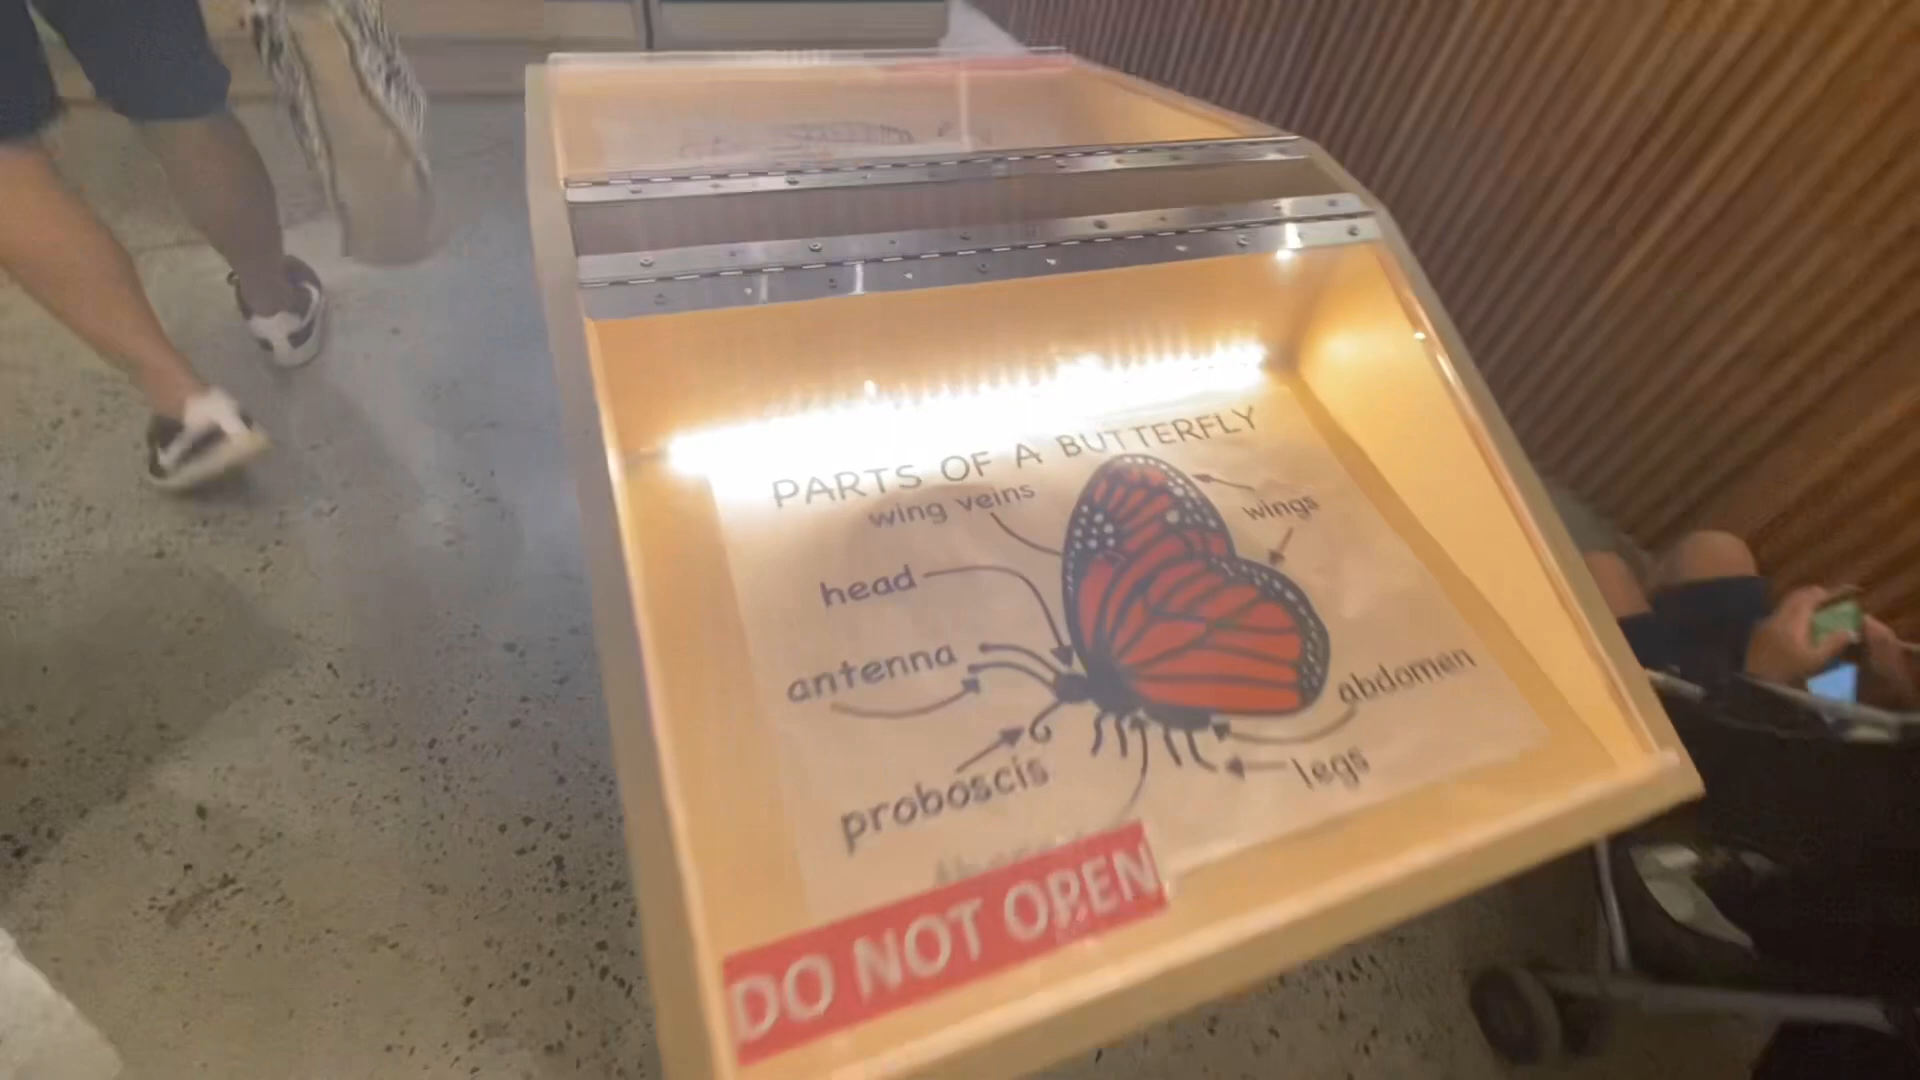 PARTS OF A BUTTERFLY
wing veins
wings
head
antenna
abdomen
proboscis
legs
DO NOT OPEN